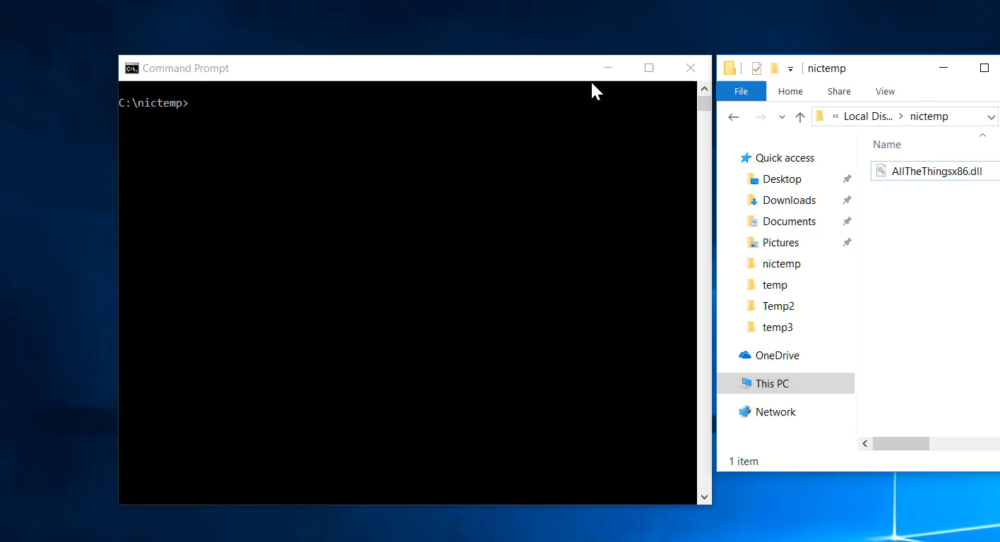 Command Prompt
C:\nictemp>
nictemp
File Home Share View
« Local Dis... > nictemp
Name
AllTheThingsx86.dll
Quick access
Desktop
Downloads
Documents
Pictures
nictemp
temp
Temp2
temp3
OneDrive
This PC
Network
1 item